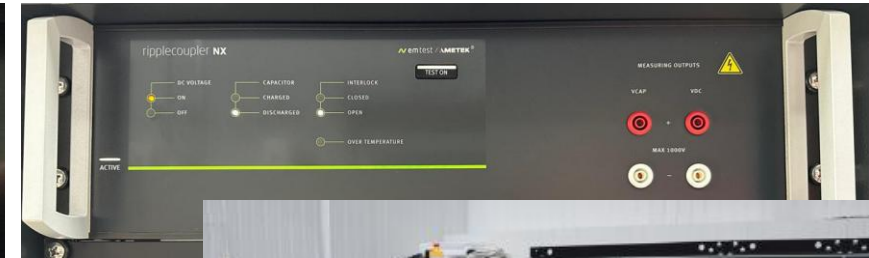 ripplecoupler NX
emtest / AMETEK®
TEST ON
DC VOLTAGE
ON
OFF
CAPACITOR
CHARGED
DISCHARGED
INTERLOCK
CLOSED
OPEN
OVER TEMPERATURE
ACTIVE
MEASURING OUTPUTS
VCAP
VDC
+
MAX 1000V
-